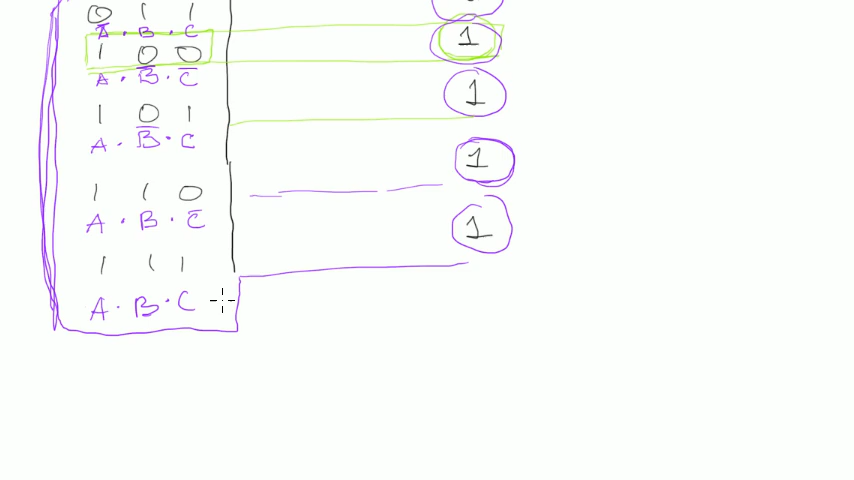 0 1 1
A̅ · B · C
1 0 0 1
A · B̅ · C̅
1
1 0 1
A · B̅ · C
1
1 1 0
A · B · C̅
1
1 1 1
A · B · C